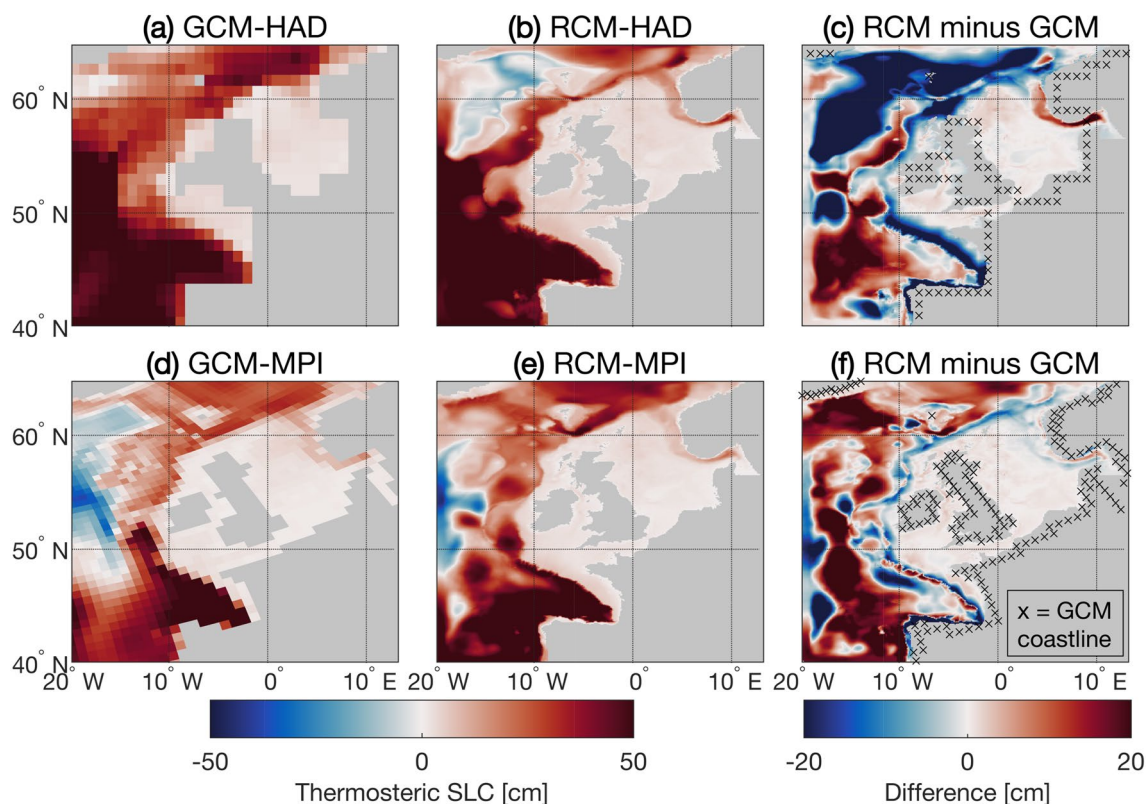 (a) GCM-HAD
(b) RCM-HAD
(c) RCM minus GCM
60° N
50° N
40° N
(d) GCM-MPI
(e) RCM-MPI
(f) RCM minus GCM
60° N
50° N
40° N
x = GCM
coastline
20° W 10° W 0° 10° E
20° W 10° W 0° 10° E
20° W 10° W 0° 10° E
-50 0 50
Thermosteric SLC [cm]
-20 0 20
Difference [cm]